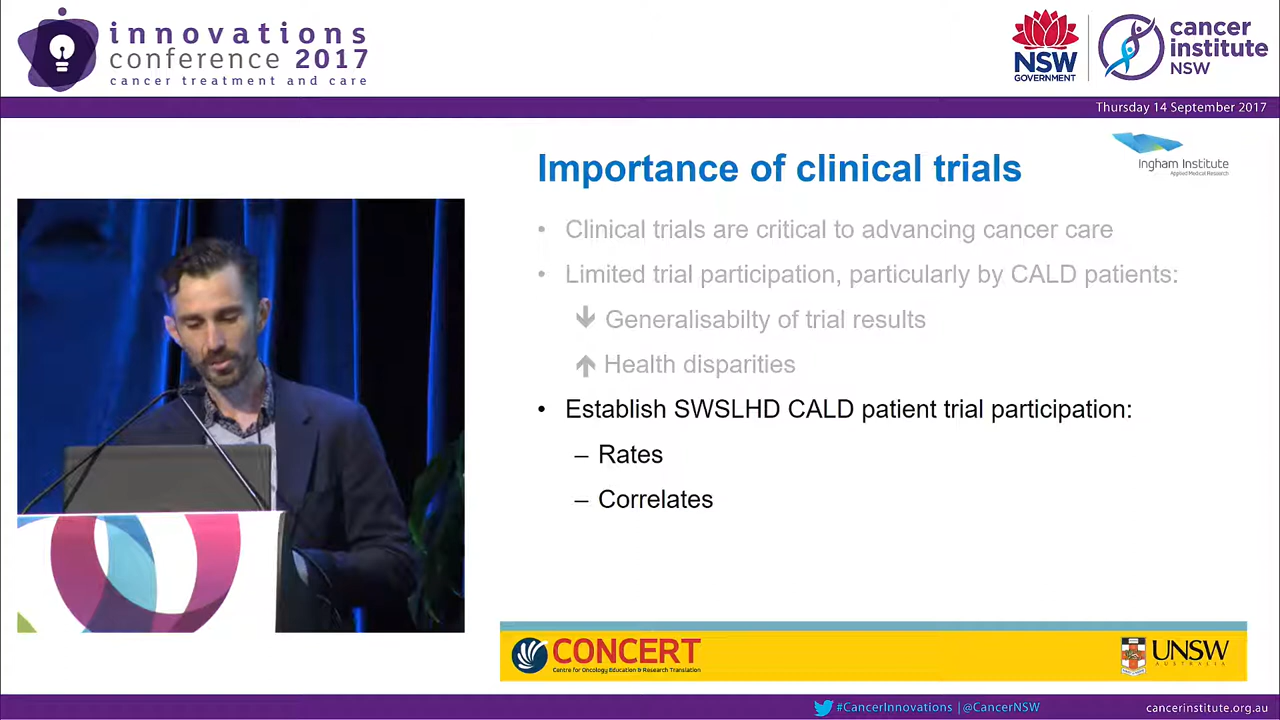 innovations
conference 2017
cancer treatment and care
NSW
GOVERNMENT
cancer
institute
NSW
Thursday 14 September 2017
Importance of clinical trials
Ingham Institute
Applied Medical Research
• Clinical trials are critical to advancing cancer care
• Limited trial participation, particularly by CALD patients:
Generalisabilty of trial results
Health disparities
• Establish SWSLHD CALD patient trial participation:
– Rates
– Correlates
CONCERT
Centre for Oncology Education & Research Translation
UNSW
AUSTRALIA
#CancerInnovations | @CancerNSW
cancerinstitute.org.au